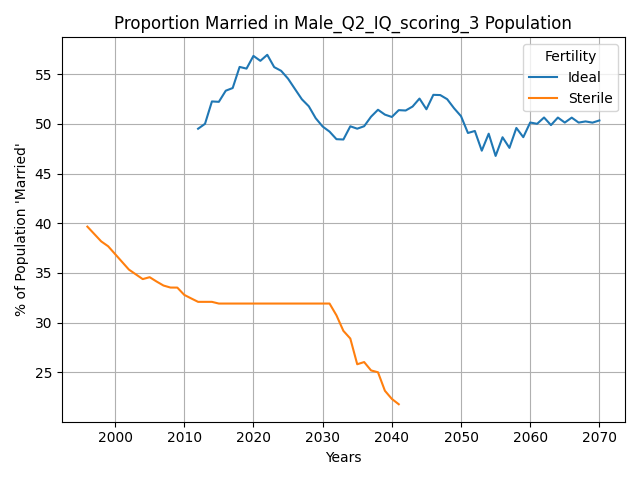 Proportion Married in Male_Q2_IQ_scoring_3 Population
Fertility
Ideal
Sterile
% of Population 'Married'
55
50
45
40
35
30
25
2000 2010 2020 2030 2040 2050 2060 2070
Years